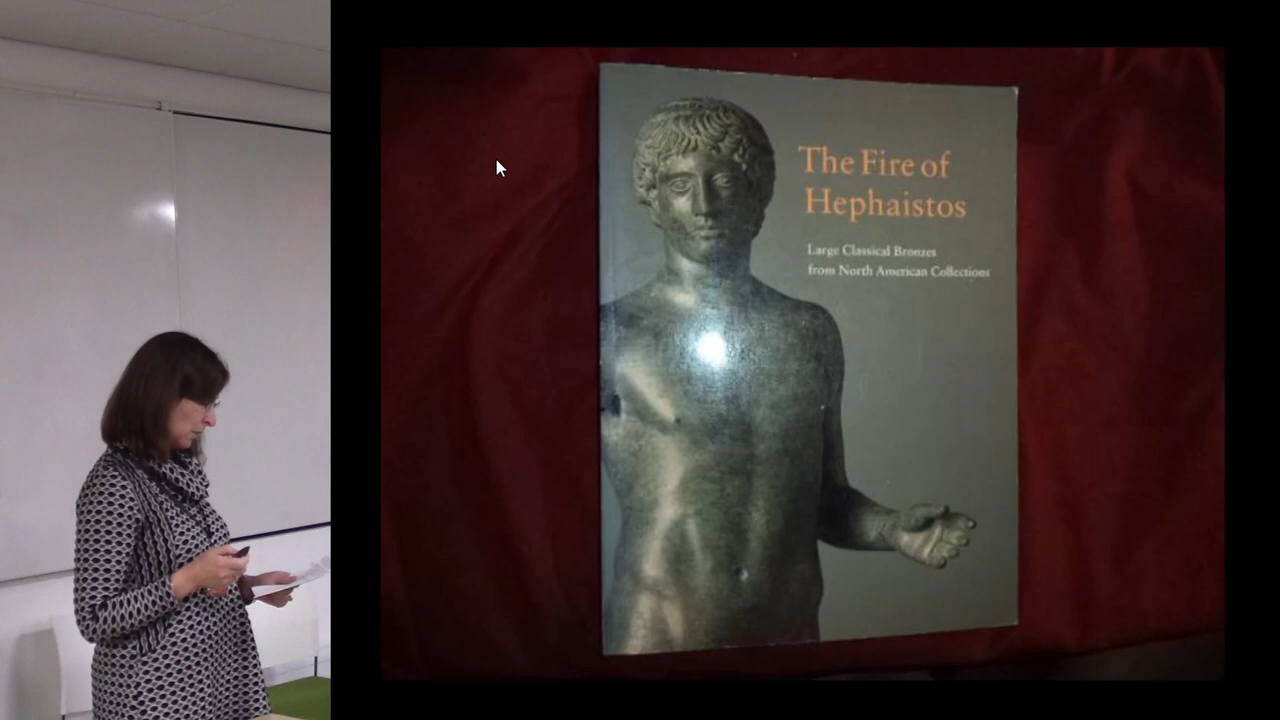 The Fire of
Hephaistos
Large Classical Bronzes
from North American Collections